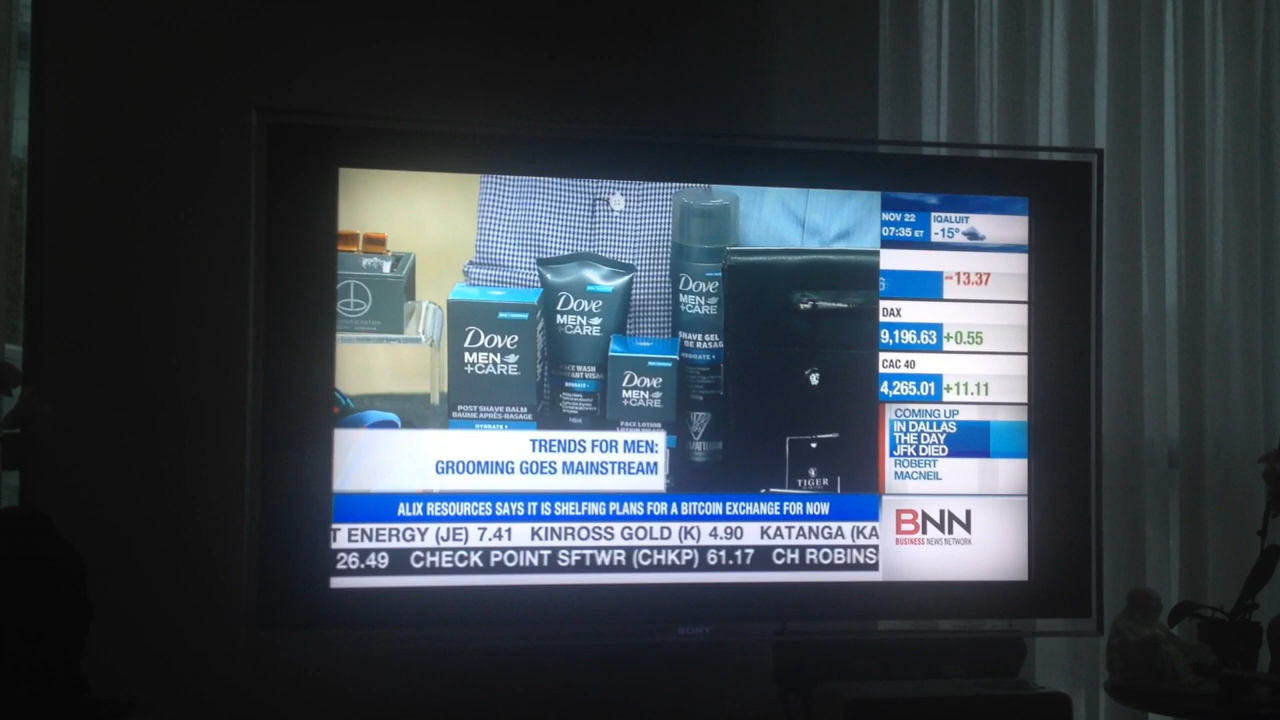 NOV 22
07:35 ET
IQALUIT
-15°
-13.37
DAX
9,196.63 +0.55
CAC 40
4,265.01 +11.11
COMING UP
IN DALLAS
THE DAY
JFK DIED
ROBERT
MACNEIL
BNN
BUSINESS NEWS NETWORK
Dove
MEN
+CARE
POST SHAVE BALM
BAUME APRÈS-RASAGE
HYDRATE +
Dove
MEN
+CARE
FACE WASH
HYDRATE +
Dove
MEN
+CARE
FACE LOTION
Dove
MEN
+CARE
SHAVE GEL
DE RASAG
HYDRATE +
TIGER
TRENDS FOR MEN:
GROOMING GOES MAINSTREAM
ALIX RESOURCES SAYS IT IS SHELFING PLANS FOR A BITCOIN EXCHANGE FOR NOW
T ENERGY (JE) 7.41 KINROSS GOLD (K) 4.90 KATANGA (KA
26.49 CHECK POINT SFTWR (CHKP) 61.17 CH ROBINS
SONY